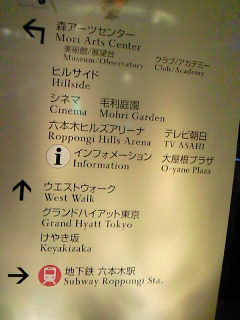 森アーツセンター
Mori Arts Center
美術館/展望台 クラブ/アカデミー
Museum/Observatory Club/Academy
ヒルサイド
Hillside
シネマ 毛利庭園
Cinema Mohri Garden
六本木ヒルズアリーナ テレビ朝日
Roppongi Hills Arena TV ASAHI
i インフォメーション 大屋根プラザ
Information O-yane Plaza
ウエストウォーク
West Walk
グランドハイアット東京
Grand Hyatt Tokyo
けやき坂
Keyakizaka
地下鉄 六本木駅
Subway Roppongi Sta.